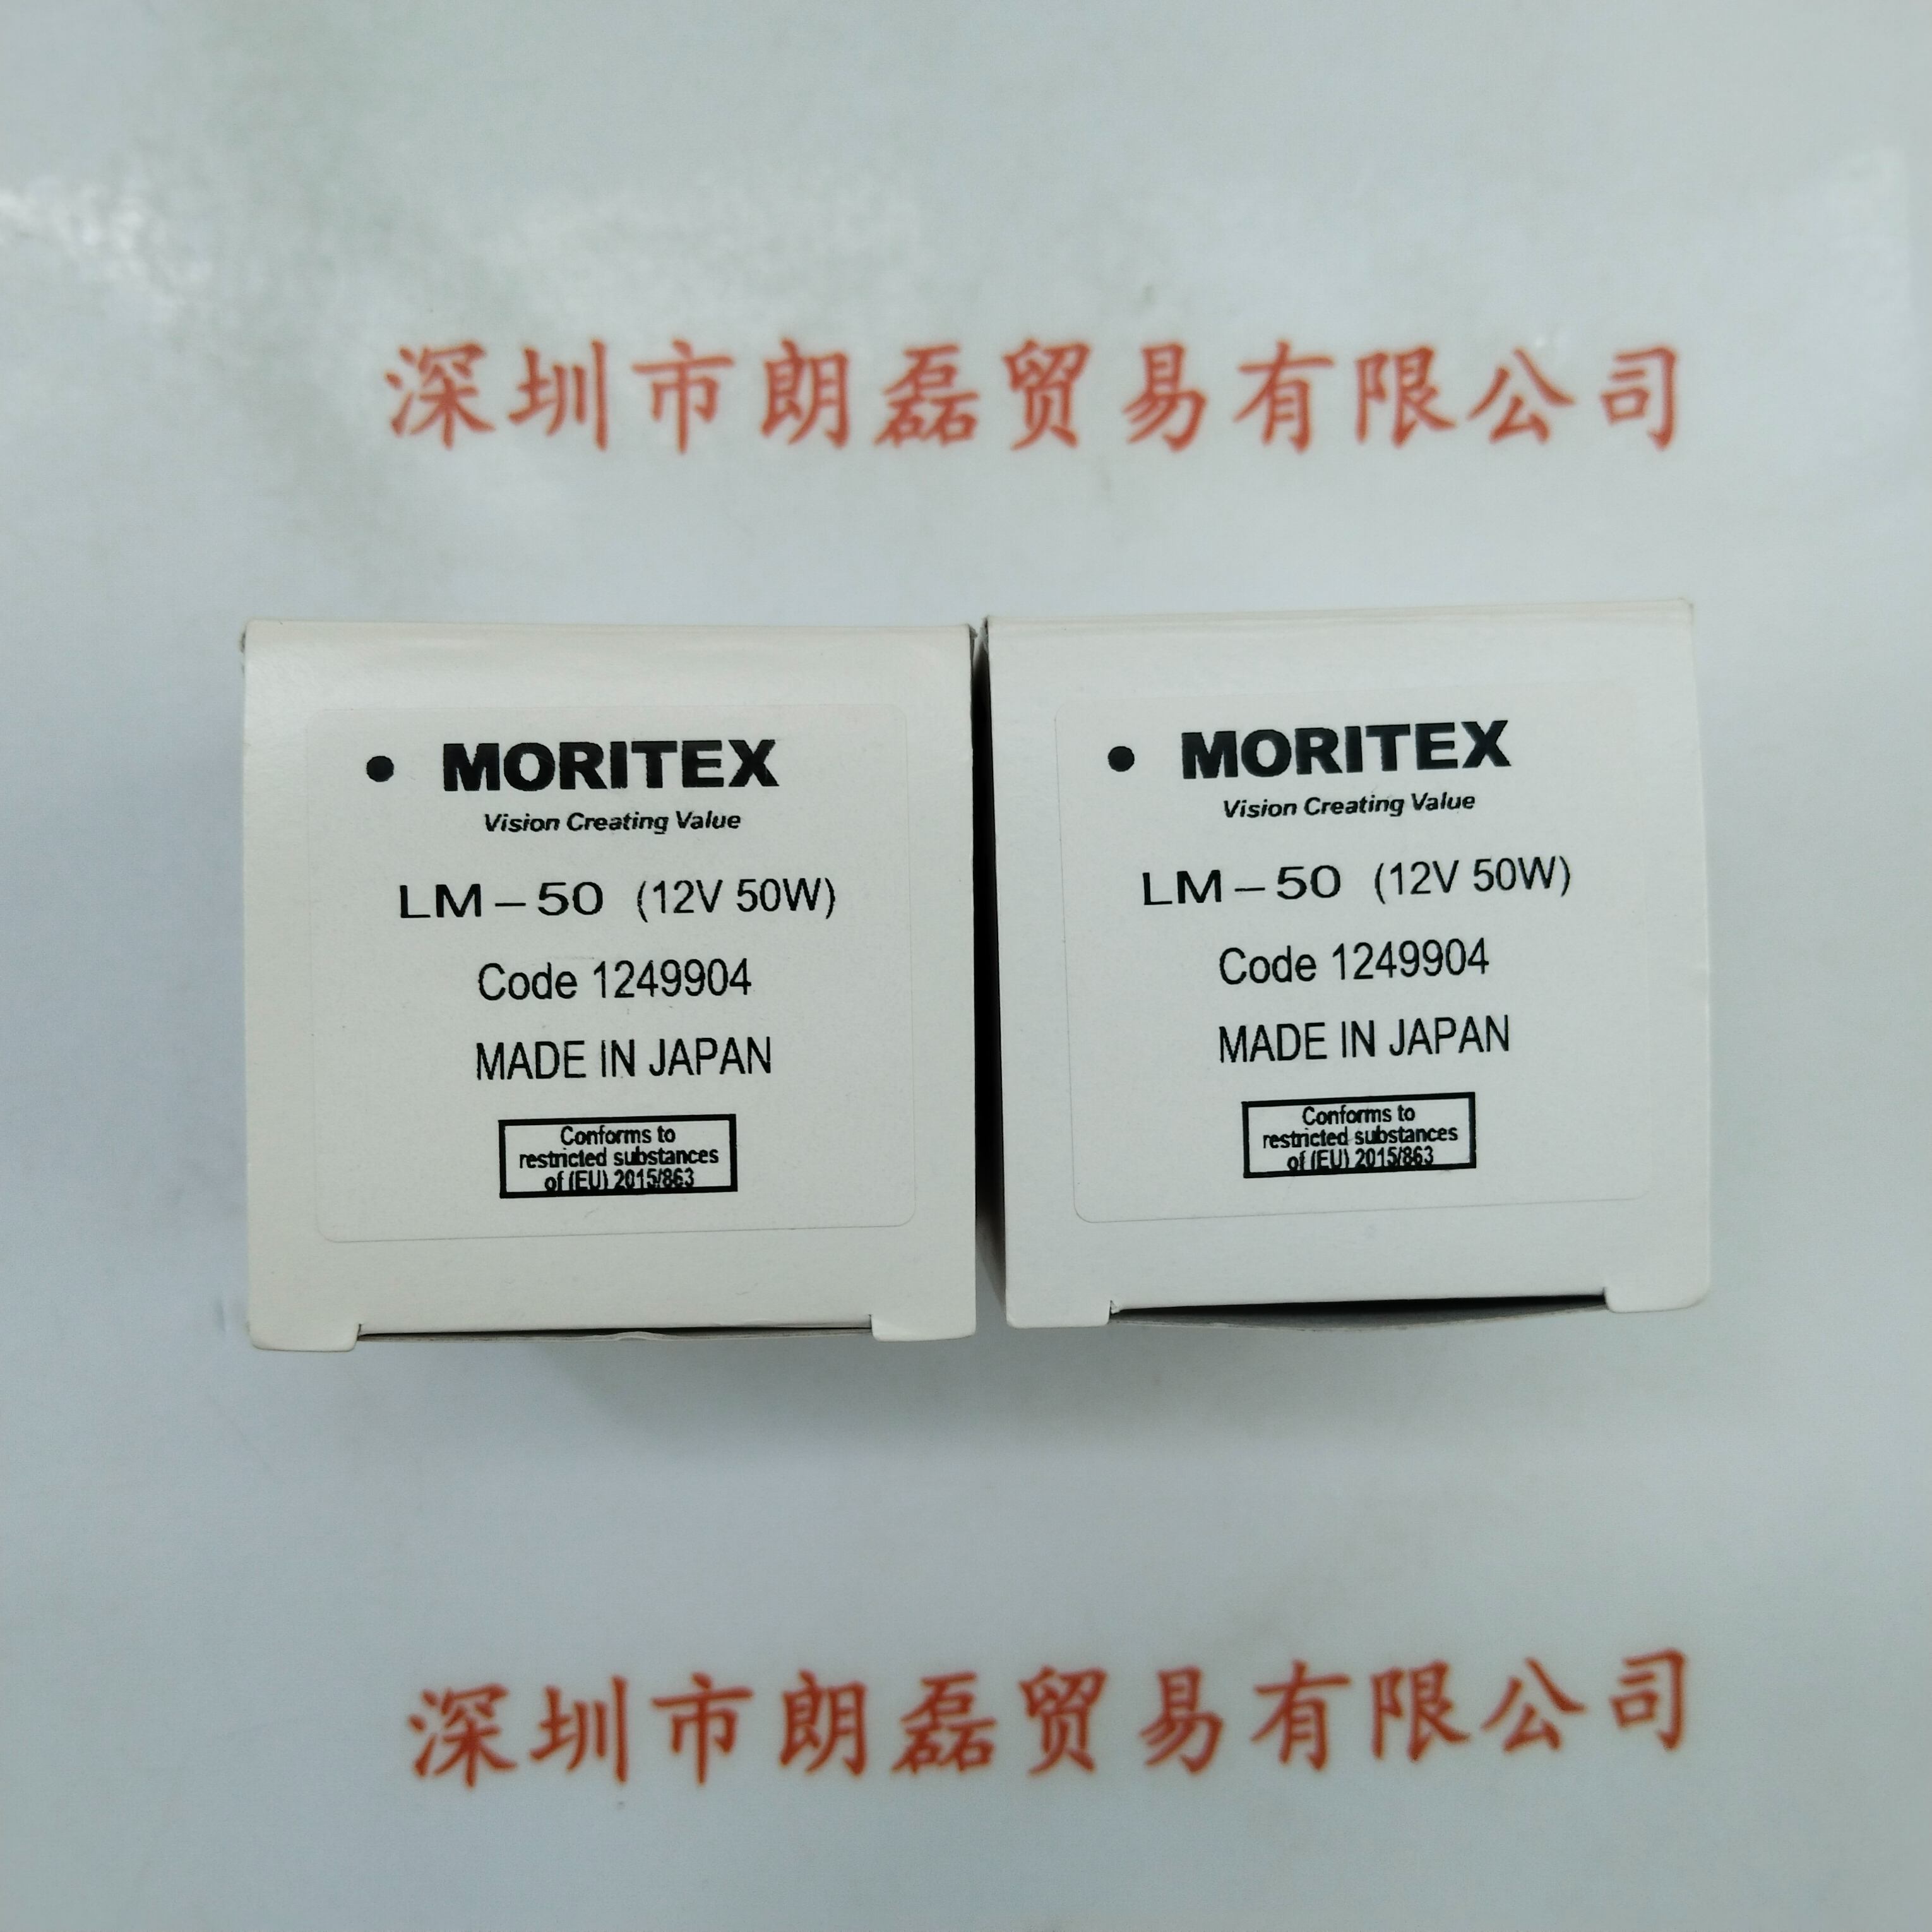 深圳市朗磊贸易有限公司
● MORITEX
Vision Creating Value
LM-50 (12V 50W)
Code 1249904
MADE IN JAPAN
Conforms to
restricted substances
of (EU) 2015/863
● MORITEX
Vision Creating Value
LM-50 (12V 50W)
Code 1249904
MADE IN JAPAN
Conforms to
restricted substances
of (EU) 2015/863
深圳市朗磊贸易有限公司